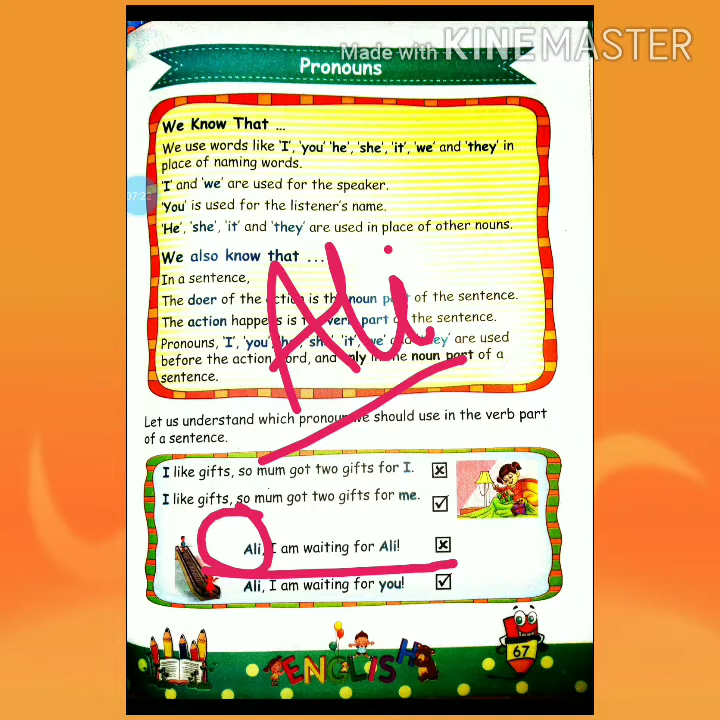 Made with KINEMASTER
Pronouns
We Know That ...
We use words like 'I', 'you' 'he', 'she', 'it', 'we' and 'they' in
place of naming words.
'I' and 'we' are used for the speaker.
07:22
'You' is used for the listener's name.
'He', 'she', 'it' and 'they' are used in place of other nouns.
We also know that ...
In a sentence,
The doer of the action is the noun part of the sentence.
The action happens is the verb part of the sentence.
Pronouns, 'I', 'you', 'he', 'she', 'it', 'we' and 'they' are used
before the action word, and only in the noun part of a
sentence.
Ali
Let us understand which pronoun we should use in the verb part
of a sentence.
I like gifts, so mum got two gifts for I.
I like gifts, so mum got two gifts for me.
Ali, I am waiting for Ali!
Ali, I am waiting for you!
ENGLISH
67